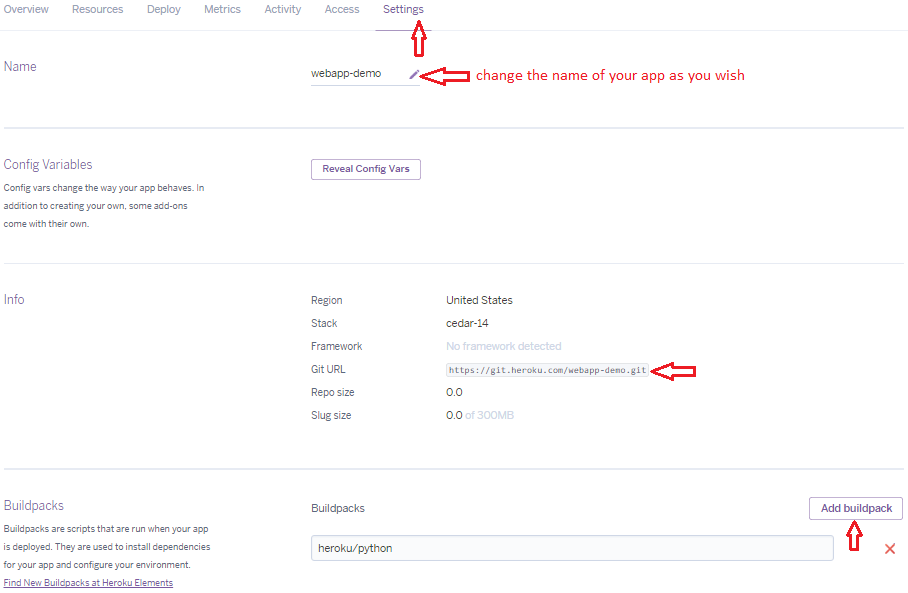 Overview Resources Deploy Metrics Activity Access Settings
Name
webapp-demo
change the name of your app as you wish
Config Variables
Reveal Config Vars
Config vars change the way your app behaves. In
addition to creating your own, some add-ons
come with their own.
Info
Region United States
Stack cedar-14
Framework No framework detected
Git URL https://git.heroku.com/webapp-demo.git
Repo size 0.0
Slug size 0.0 of 300MB
Buildpacks
Buildpacks are scripts that are run when your app
is deployed. They are used to install dependencies
for your app and configure your environment.
Find New Buildpacks at Heroku Elements
Buildpacks
Add buildpack
heroku/python